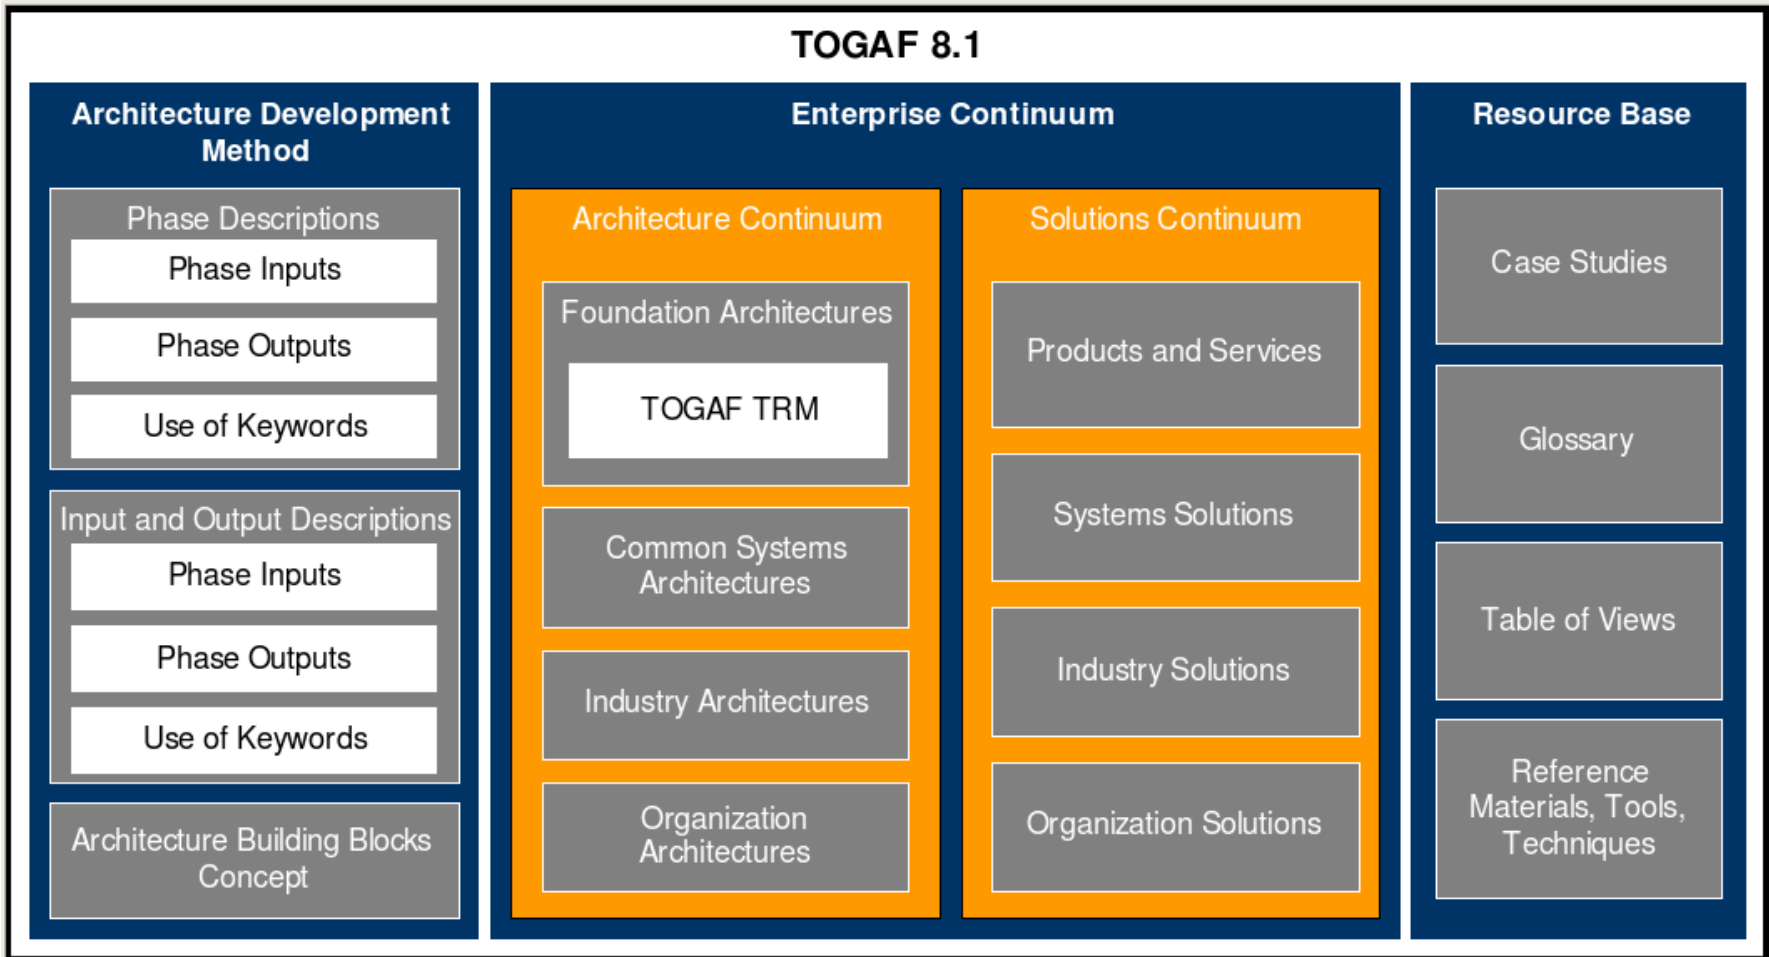 TOGAF 8.1
Architecture Development
Method
Phase Descriptions
Phase Inputs
Phase Outputs
Use of Keywords
Input and Output Descriptions
Phase Inputs
Phase Outputs
Use of Keywords
Architecture Building Blocks
Concept
Enterprise Continuum
Architecture Continuum
Foundation Architectures
TOGAF TRM
Common Systems
Architectures
Industry Architectures
Organization
Architectures
Solutions Continuum
Products and Services
Systems Solutions
Industry Solutions
Organization Solutions
Resource Base
Case Studies
Glossary
Table of Views
Reference
Materials, Tools,
Techniques